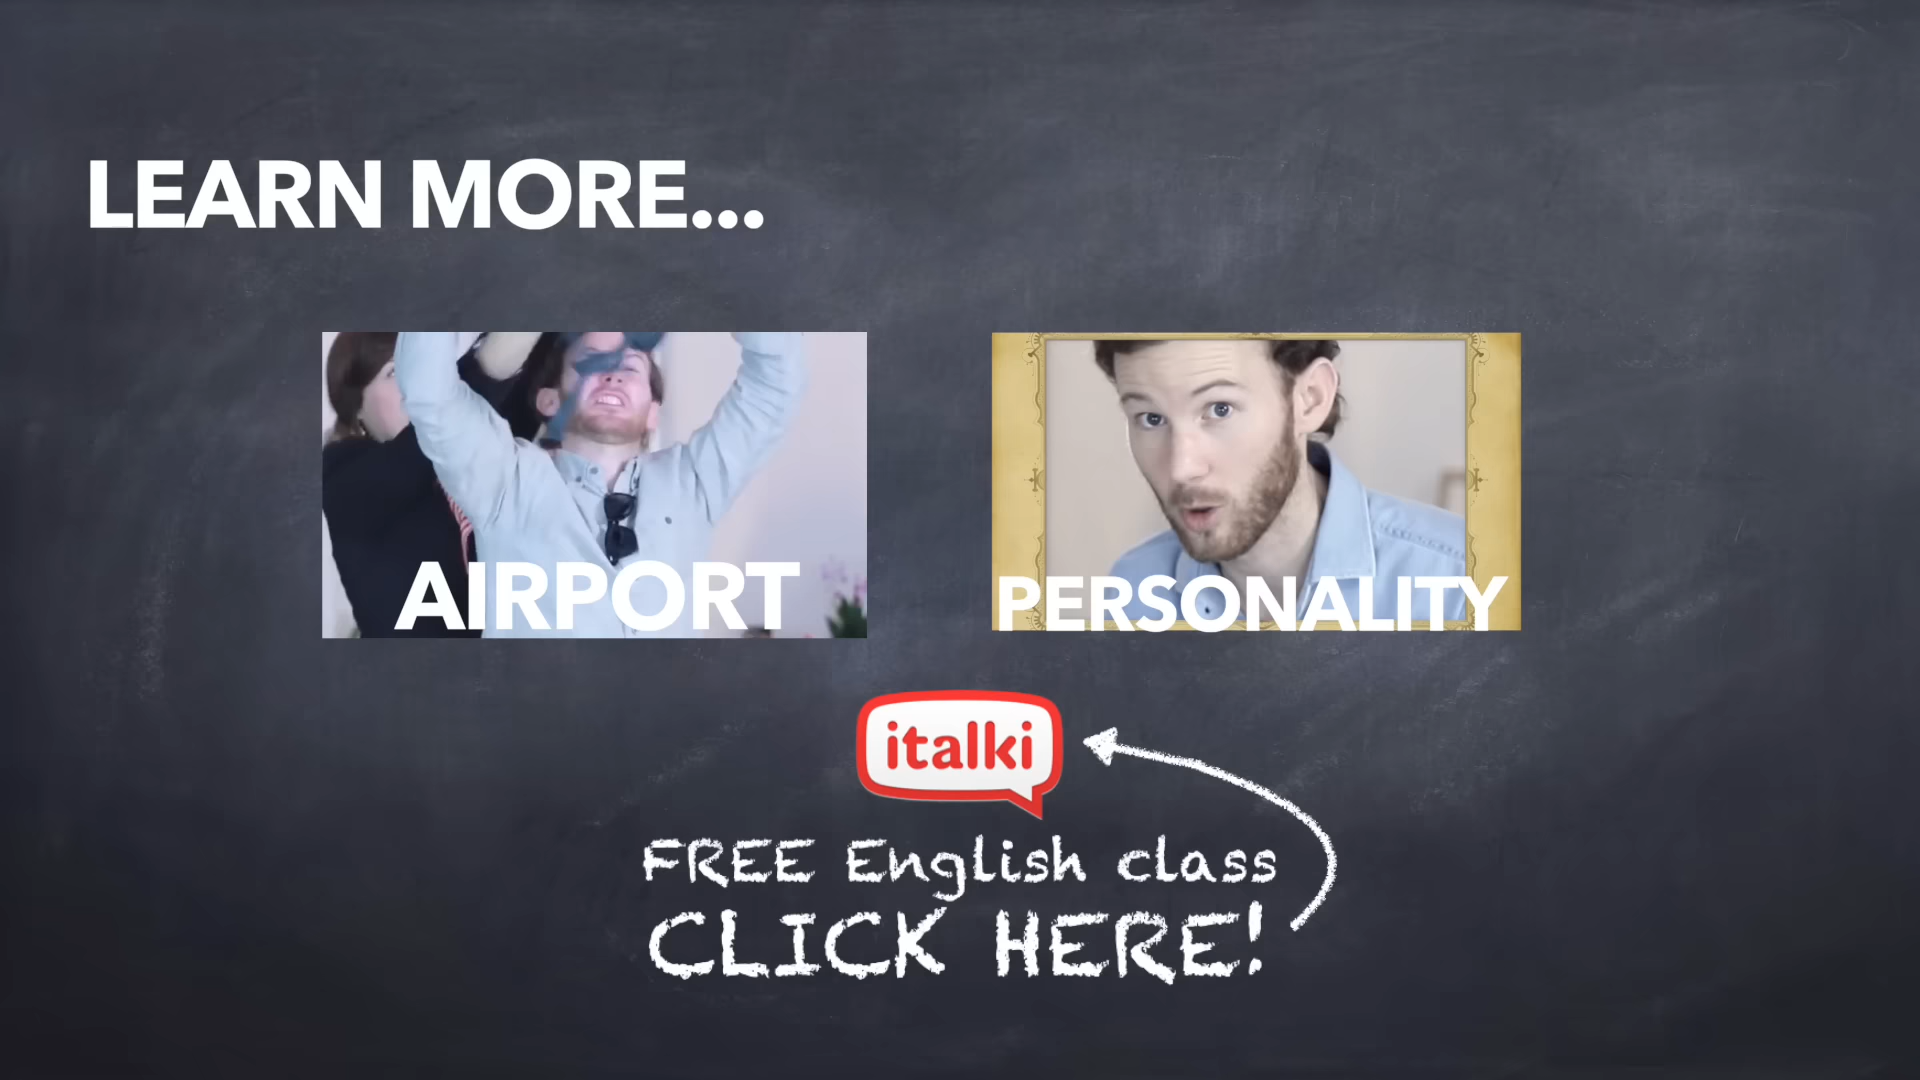 LEARN MORE...
AIRPORT
PERSONALITY
italki
FREE English class
CLICK HERE!